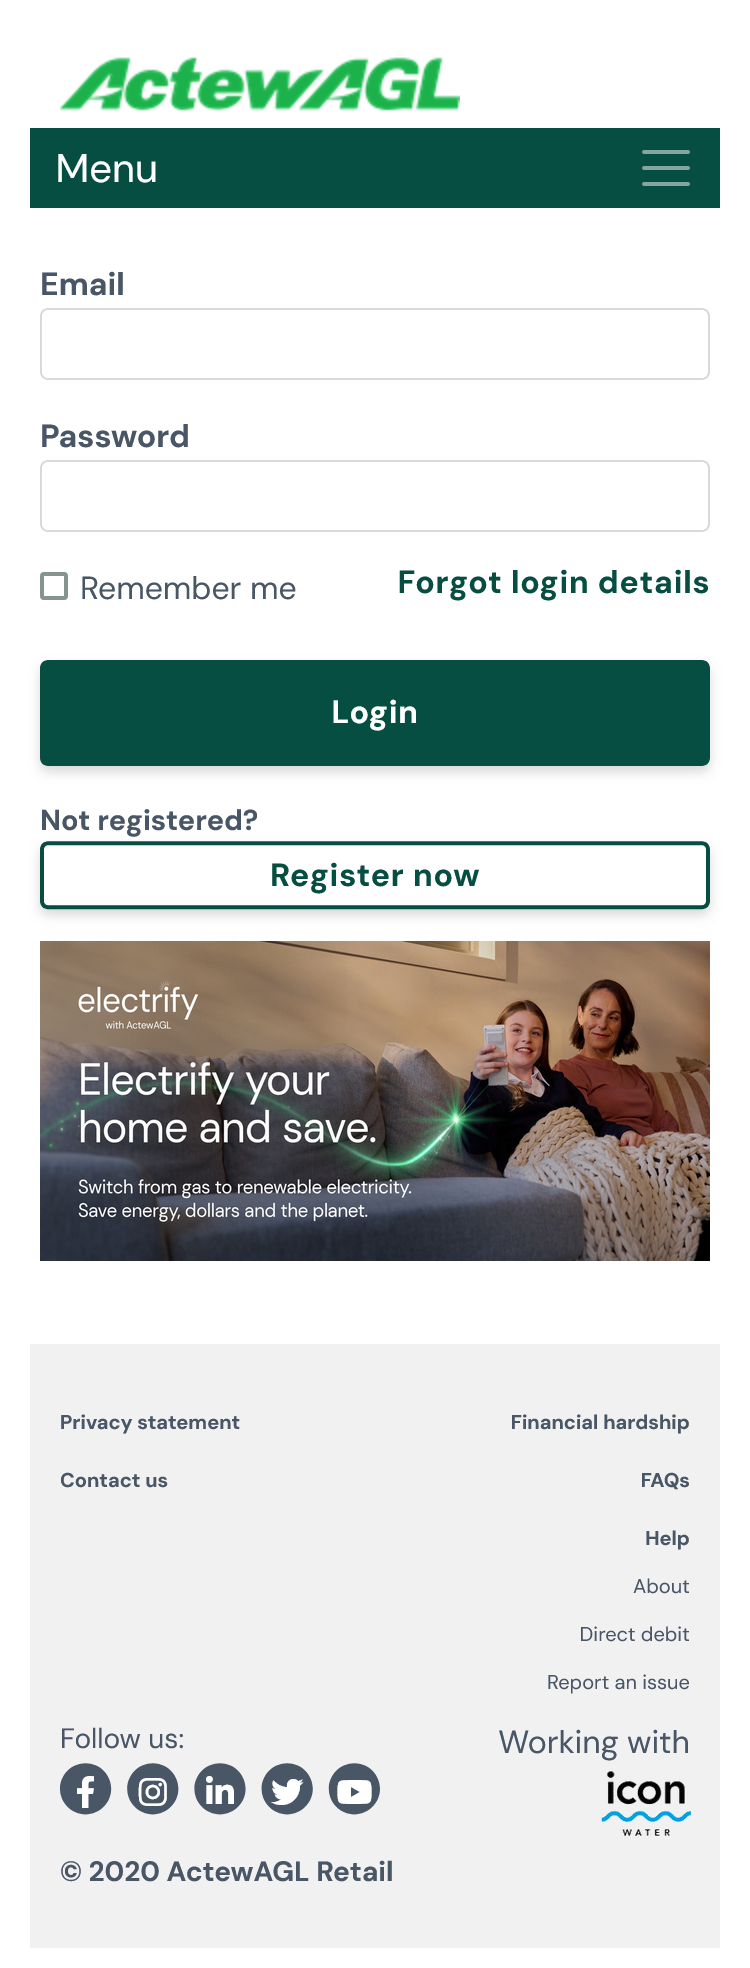 ActewAGL
Menu
Email
Password
Remember me
Forgot login details
Login
Not registered?
Register now
electrify
with ActewAGL
Electrify your
home and save.
Switch from gas to renewable electricity.
Save energy, dollars and the planet.
Privacy statement
Financial hardship
Contact us
FAQs
Help
About
Direct debit
Report an issue
Follow us:
Working with
icon
WATER
© 2020 ActewAGL Retail